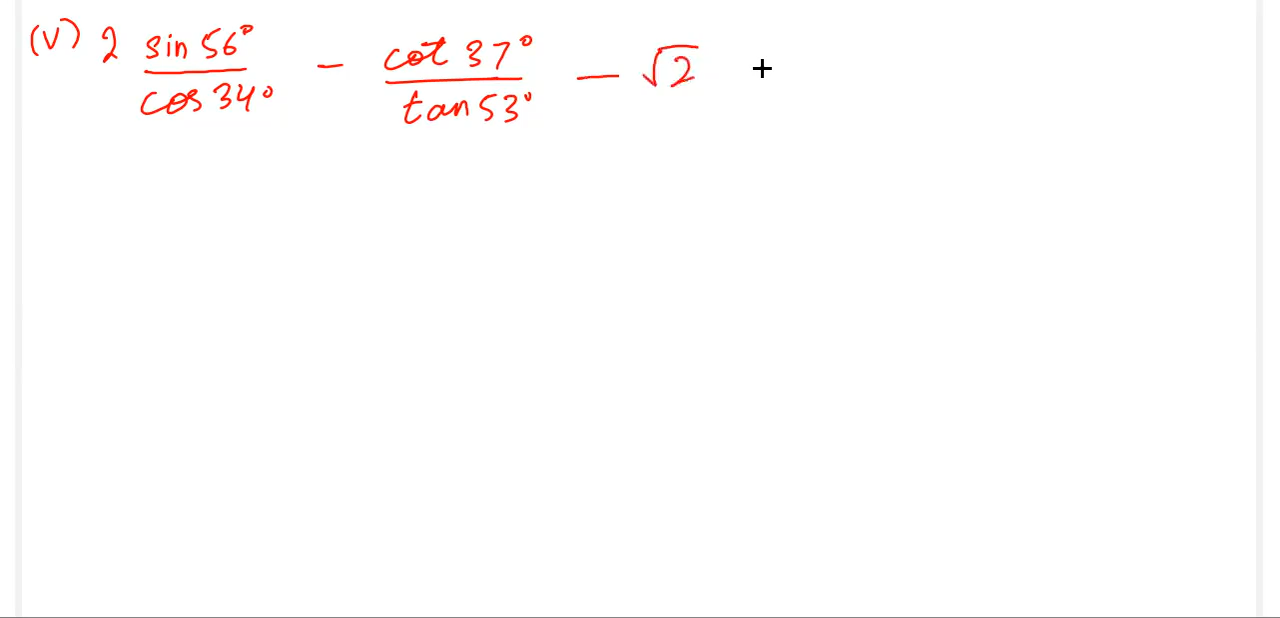 (v) 2 sin 56° / cos 34° - cot 37° / tan 53° - √2